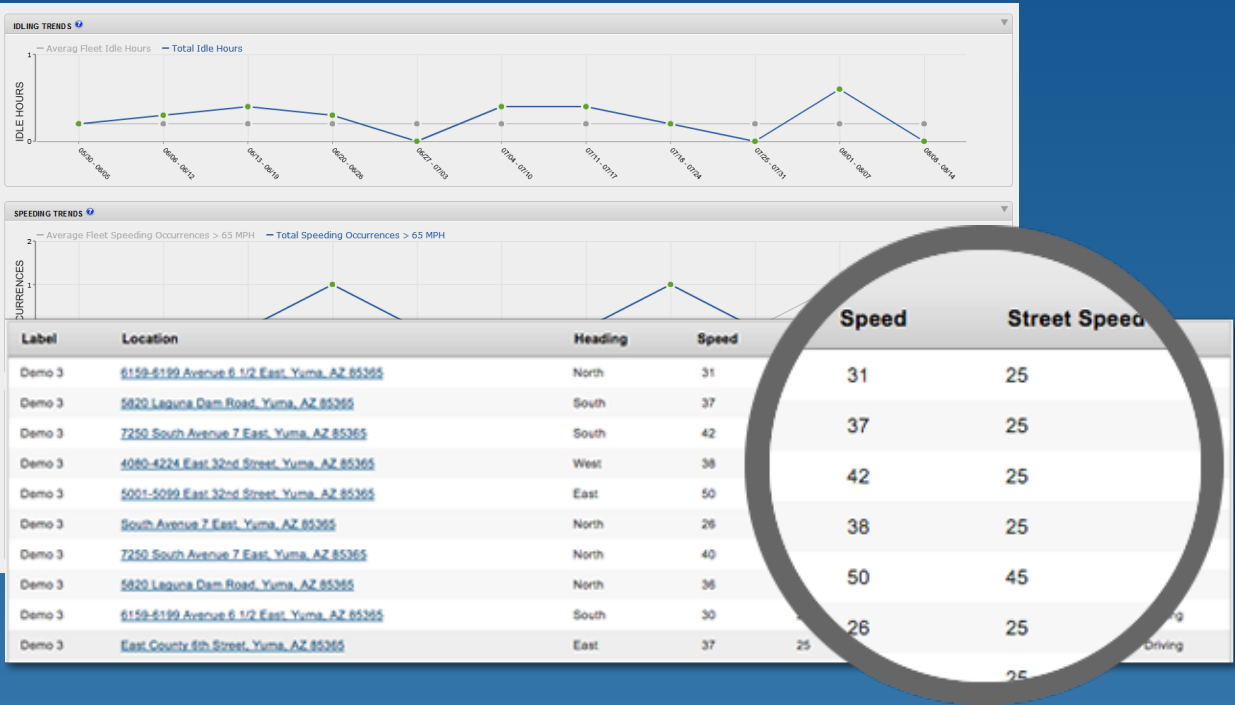 IDLING TRENDS ?
Averag Fleet Idle Hours Total Idle Hours
1
IDLE HOURS
0
05/30 - 06/05 06/06 - 06/12 06/13 - 06/19 06/20 - 06/26 06/27 - 07/03 07/04 - 07/10 07/11 - 07/17 07/18 - 07/24 07/25 - 07/31 08/01 - 08/07 08/08 - 08/14
SPEEDING TRENDS ?
Average Fleet Speeding Occurrences > 65 MPH Total Speeding Occurrences > 65 MPH
2
1
Label Location Heading Speed
Demo 3 6159-6199 Avenue 6 1/2 East, Yuma, AZ 85365 North 31
Demo 3 5820 Laguna Dam Road, Yuma, AZ 85365 South 37
Demo 3 7250 South Avenue 7 East, Yuma, AZ 85365 South 42
Demo 3 4080-4224 East 32nd Street, Yuma, AZ 85365 West 38
Demo 3 5001-5099 East 32nd Street, Yuma, AZ 85365 East 50
Demo 3 South Avenue 7 East, Yuma, AZ 85365 North 26
Demo 3 7250 South Avenue 7 East, Yuma, AZ 85365 North 40
Demo 3 5820 Laguna Dam Road, Yuma, AZ 85365 North 36
Demo 3 6159-6199 Avenue 6 1/2 East, Yuma, AZ 85365 South 30
Demo 3 East County 6th Street, Yuma, AZ 85365 East 37 25 Driving
Speed Street Speed
31 25
37 25
42 25
38 25
50 45
26 25
25